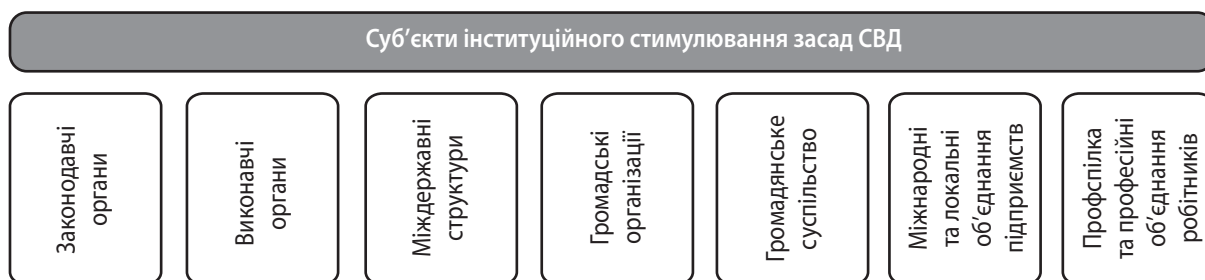 Суб’єкти інституційного стимулювання засад СВД
Законодавчі
органи
Виконавчі
органи
Міждержавні
структури
Громадські
організації
Громадянське
суспільство
Міжнародні
та локальні
об’єднання
підприємств
Профспілка
та професійні
об’єднання
робітників